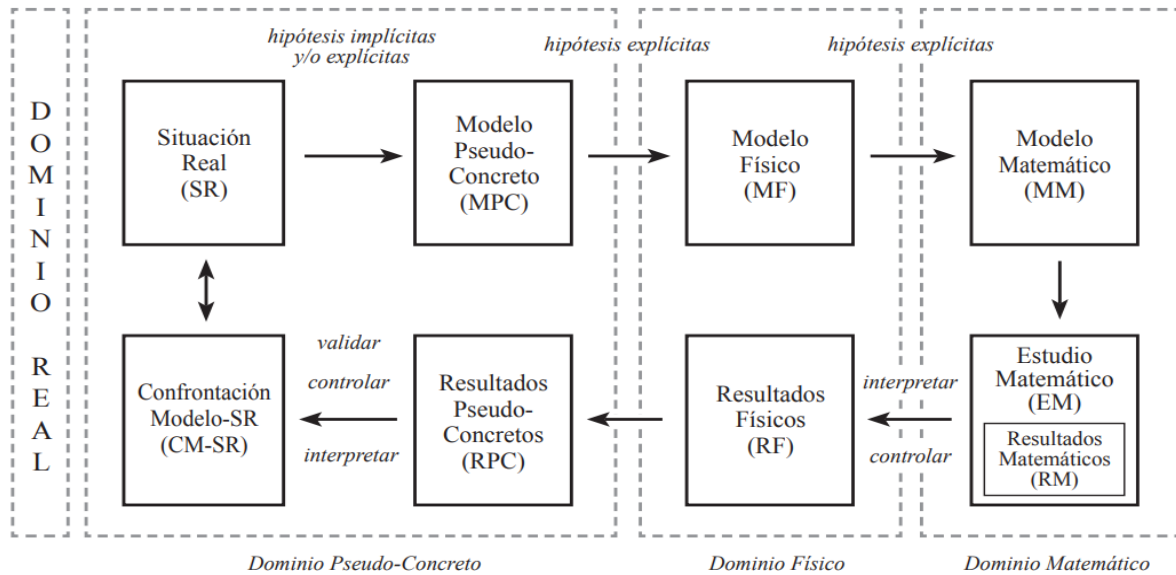 hipótesis implícitas
y/o explícitas
hipótesis explícitas
hipótesis explícitas
DOMINIO REAL
Situación
Real
(SR)
Modelo
Pseudo-
Concreto
(MPC)
Modelo
Físico
(MF)
Modelo
Matemático
(MM)
Confrontación
Modelo-SR
(CM-SR)
validar
controlar
interpretar
Resultados
Pseudo-
Concretos
(RPC)
Resultados
Físicos
(RF)
interpretar
controlar
Estudio
Matemático
(EM)
Resultados
Matemáticos
(RM)
Dominio Pseudo-Concreto
Dominio Físico
Dominio Matemático